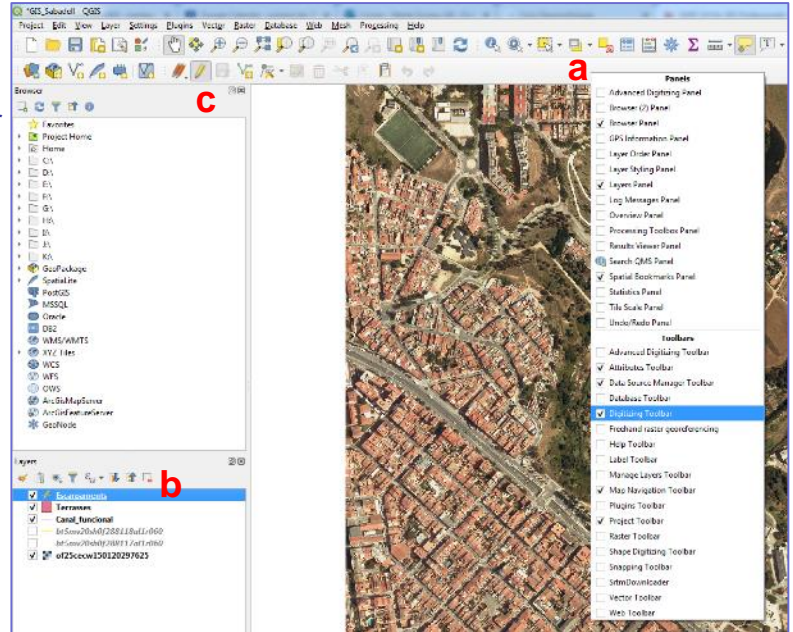 *GIS_Sabadell - QGIS
Project Edit View Layer Settings Plugins Vector Raster Database Web Mesh Processing Help
a
c
Browser
Favorites
Project Home
Home
C:\
D:\
E:\
F:\
G:\
H:\
I:\
J:\
K:\
GeoPackage
SpatiaLite
PostGIS
MSSQL
Oracle
DB2
WMS/WMTS
XYZ Tiles
WCS
WFS
OWS
ArcGisMapServer
ArcGisFeatureServer
GeoNode
Layers
b
Escarpaments
Terrasses
Canal_funcional
of25cecw150120297625
Panels
Advanced Digitizing Panel
Browser (2) Panel
Browser Panel
GPS Information Panel
Layer Order Panel
Layer Styling Panel
Layers Panel
Log Messages Panel
Overview Panel
Processing Toolbox Panel
Results Viewer Panel
Search QMS Panel
Spatial Bookmarks Panel
Statistics Panel
Tile Scale Panel
Undo/Redo Panel
Toolbars
Advanced Digitizing Toolbar
Attributes Toolbar
Data Source Manager Toolbar
Database Toolbar
Digitizing Toolbar
Freehand raster georeferencing
Help Toolbar
Label Toolbar
Manage Layers Toolbar
Map Navigation Toolbar
Plugins Toolbar
Project Toolbar
Raster Toolbar
Shape Digitizing Toolbar
Snapping Toolbar
SrtmDownloader
Vector Toolbar
Web Toolbar